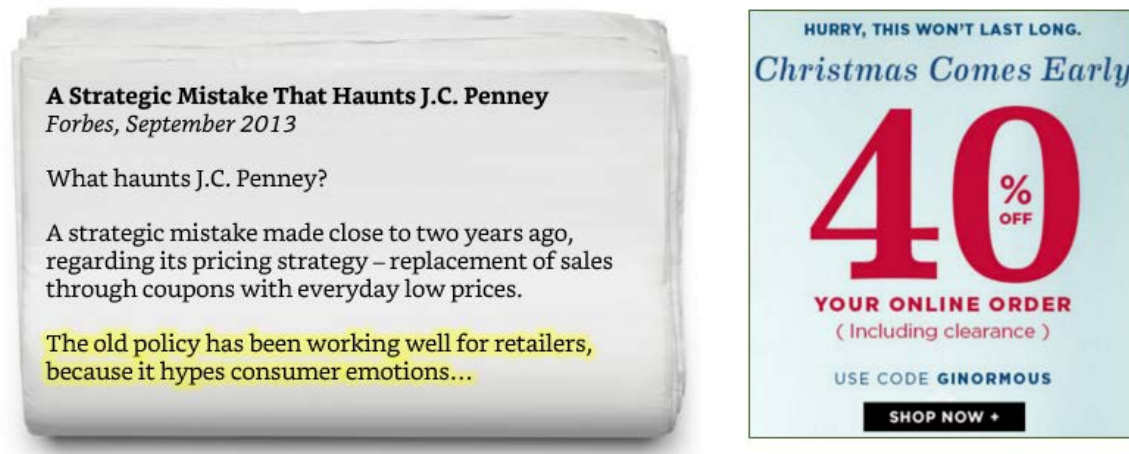 A Strategic Mistake That Haunts J.C. Penney
Forbes, September 2013
What haunts J.C. Penney?
A strategic mistake made close to two years ago,
regarding its pricing strategy – replacement of sales
through coupons with everyday low prices.
The old policy has been working well for retailers,
because it hypes consumer emotions…
HURRY, THIS WON'T LAST LONG.
Christmas Comes Early
40
%
OFF
YOUR ONLINE ORDER
( Including clearance )
USE CODE GINORMOUS
SHOP NOW +